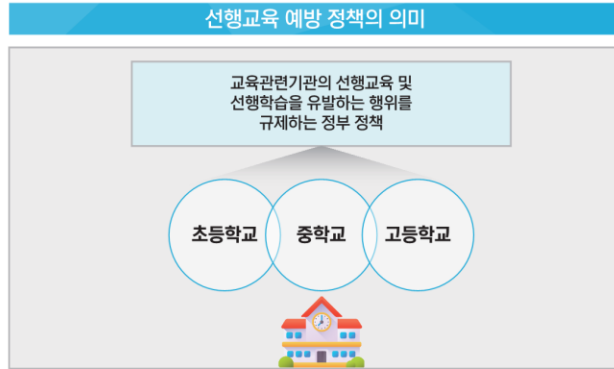 선행교육 예방 정책의 의미
교육관련기관의 선행교육 및
선행학습을 유발하는 행위를
규제하는 정부 정책
초등학교 중학교 고등학교